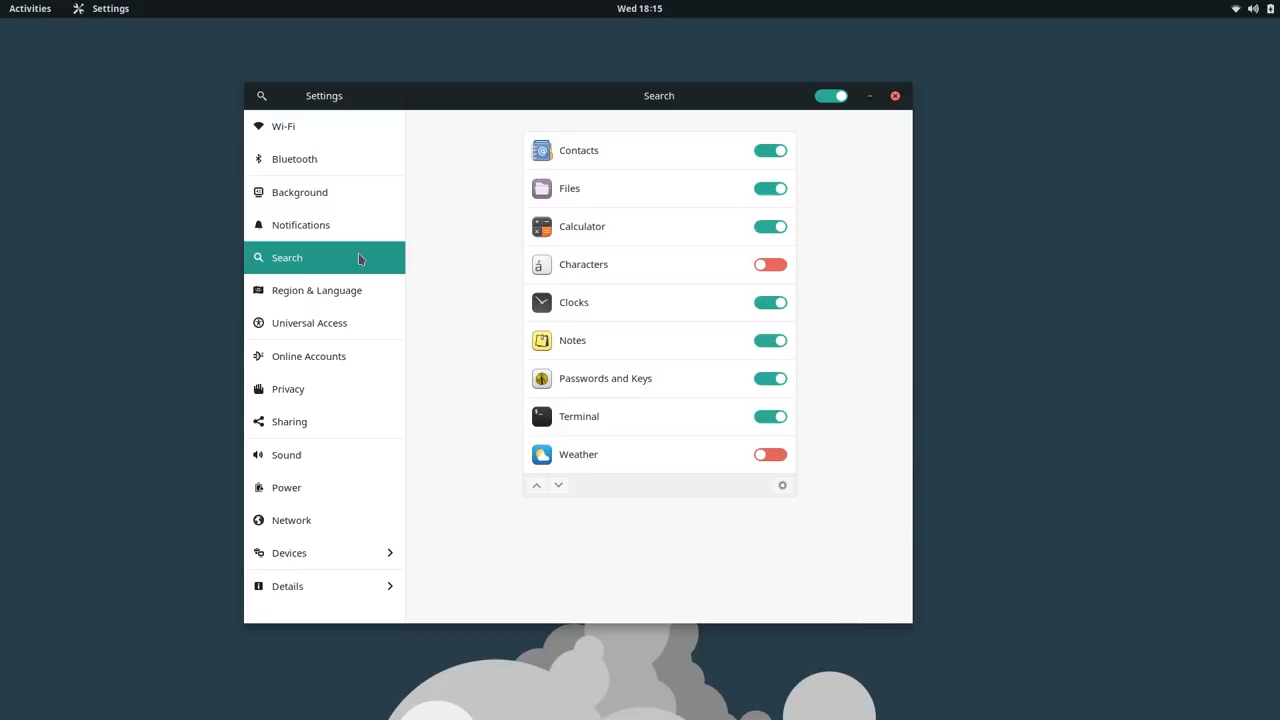 Activities Settings Wed 18:15
Settings Search
Wi-Fi
Bluetooth
Background
Notifications
Search
Region & Language
Universal Access
Online Accounts
Privacy
Sharing
Sound
Power
Network
Devices
Details
Contacts
Files
Calculator
Characters
Clocks
Notes
Passwords and Keys
Terminal
Weather